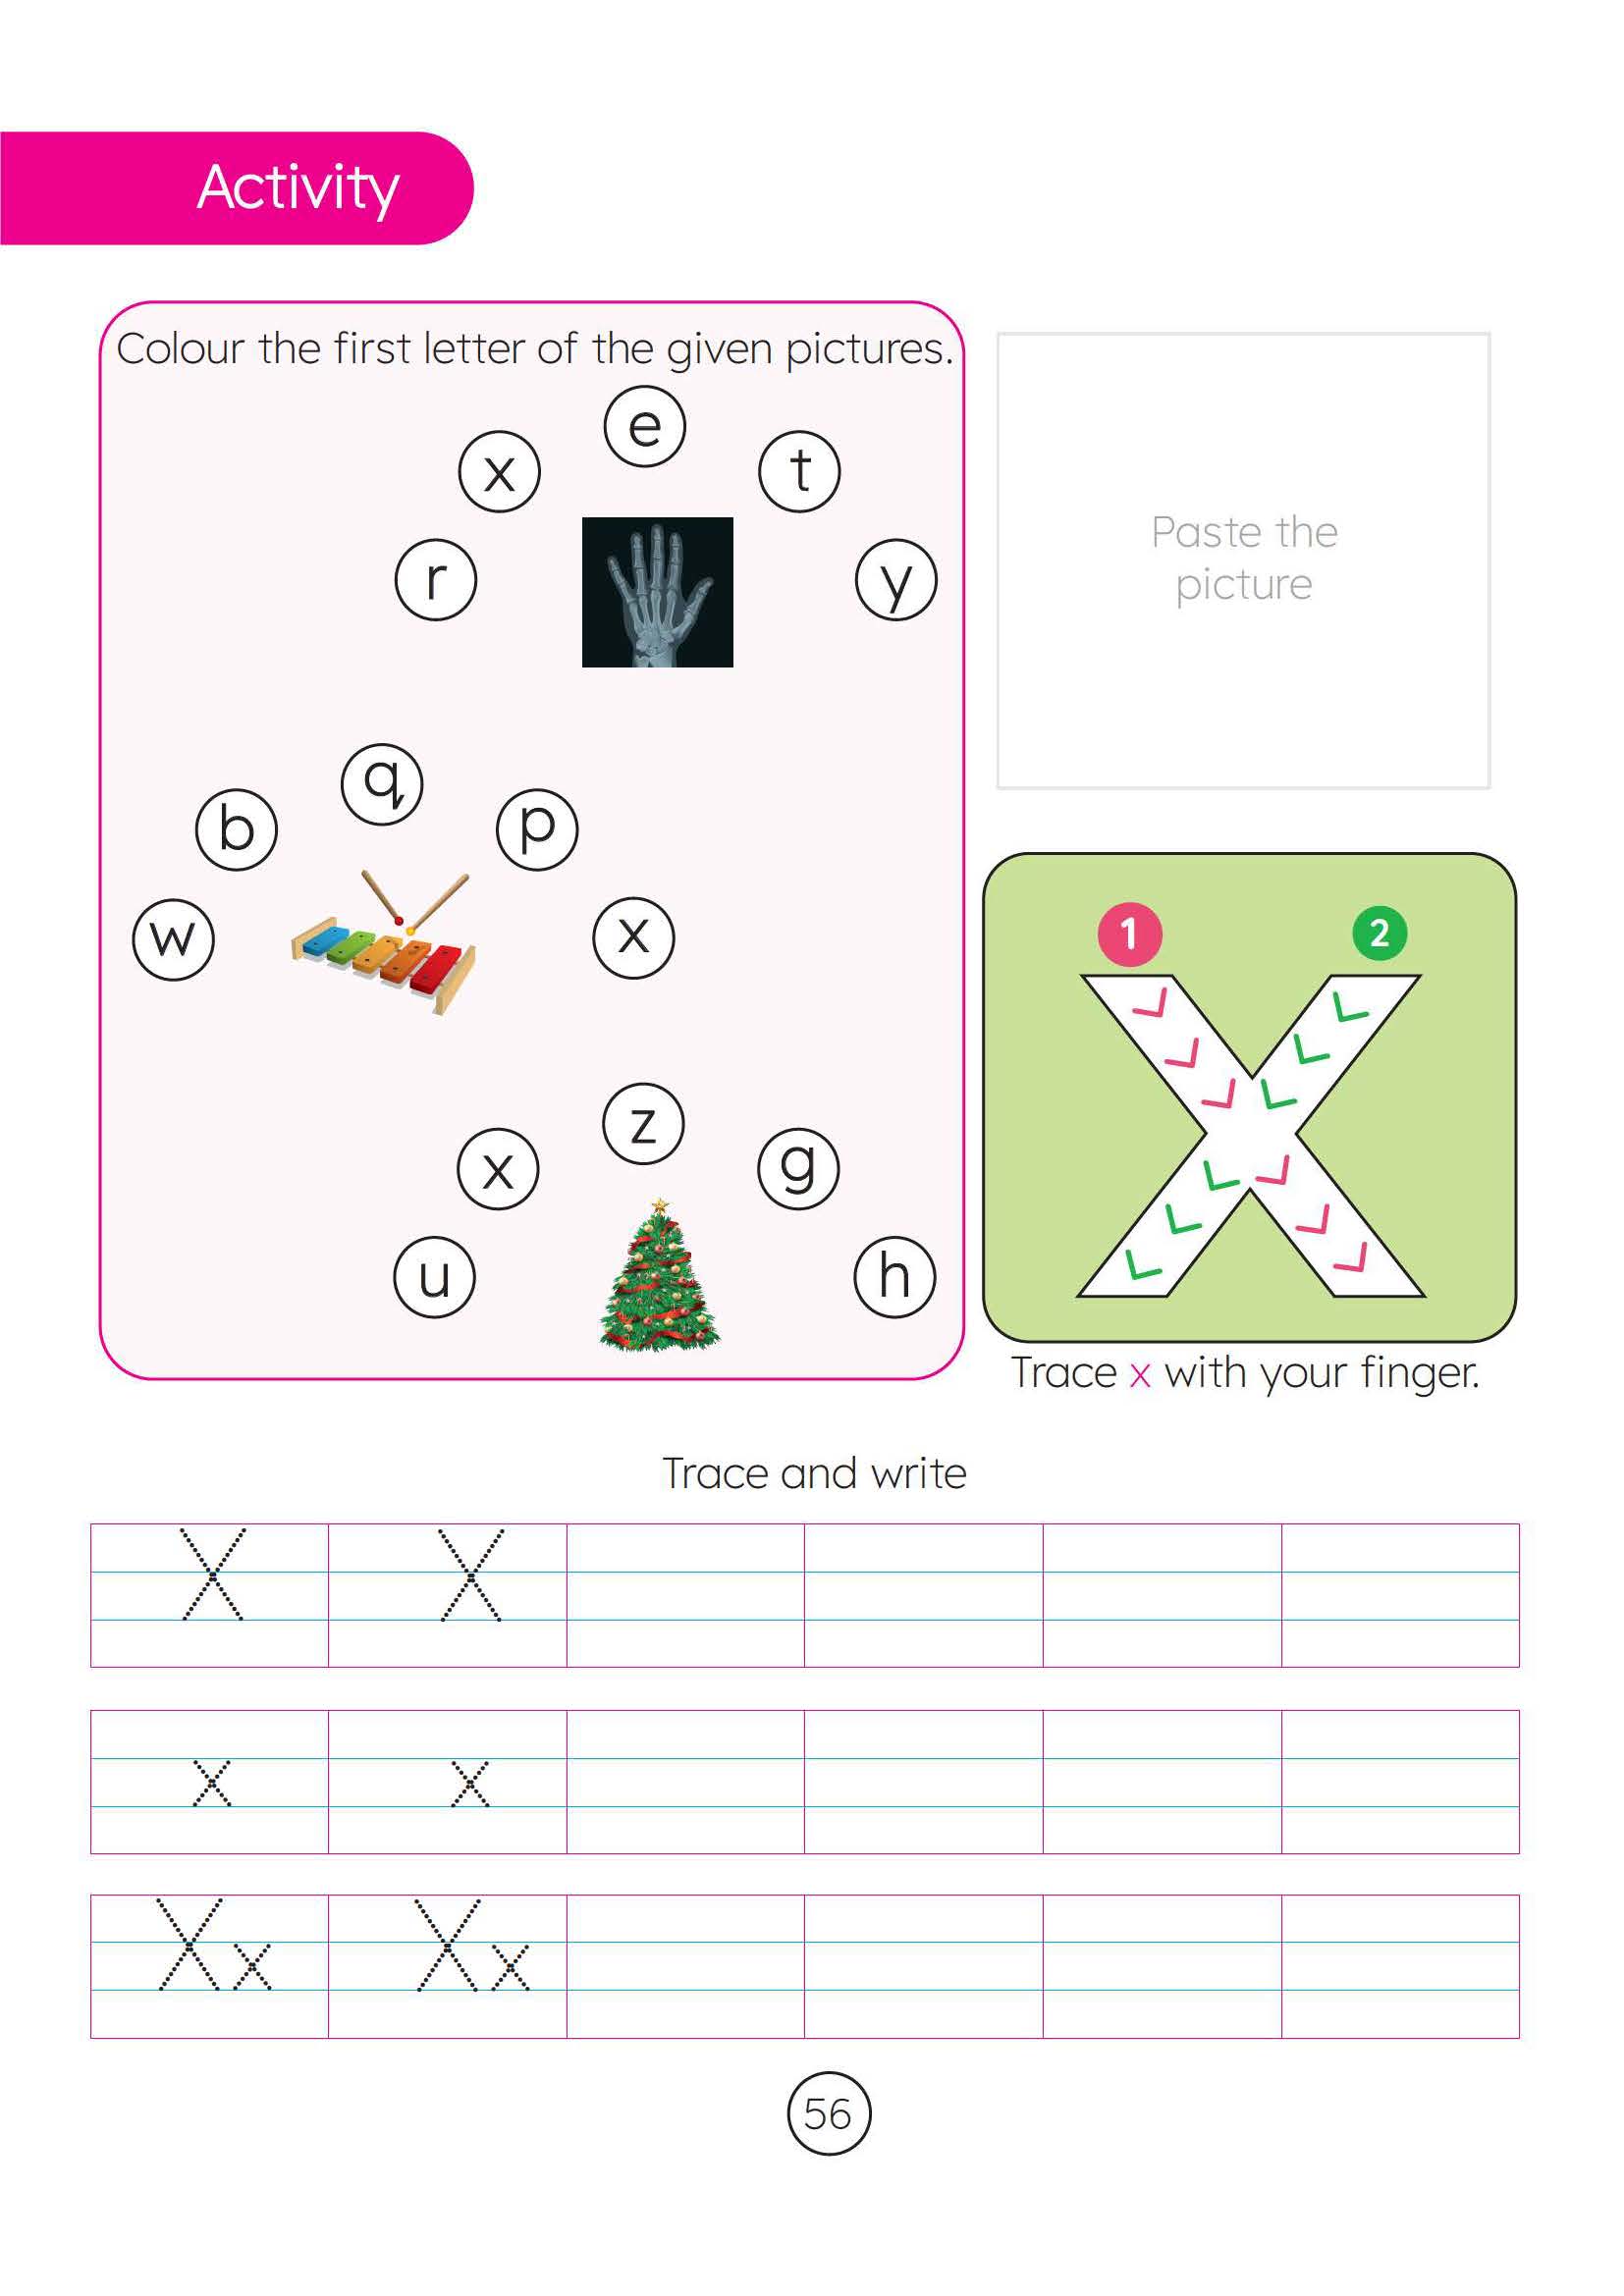 Activity
Colour the first letter of the given pictures.
e
x
t
r
y
q
b
p
w
x
z
x
g
u
h
Paste the
picture
1 2
Trace x with your finger.
Trace and write
X X
x x
Xx Xx
56